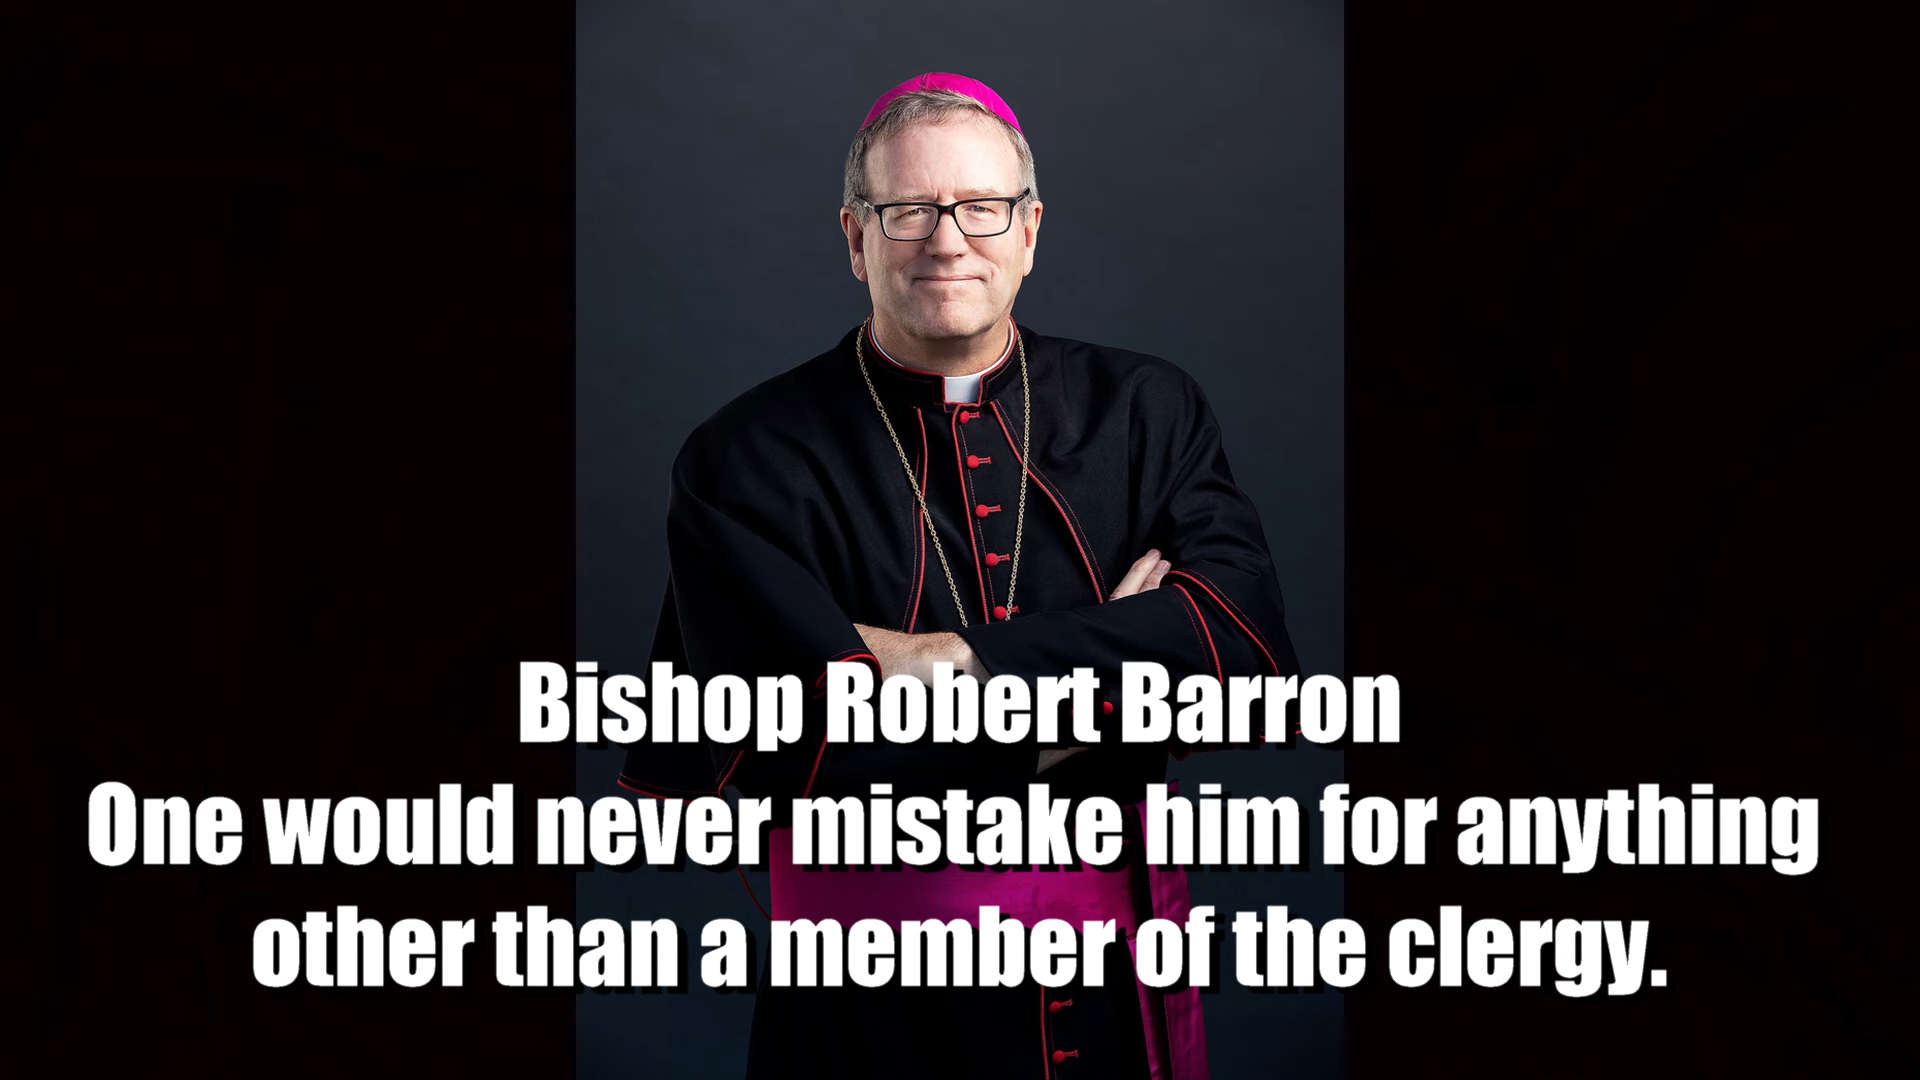 Bishop Robert Barron
One would never mistake him for anything
other than a member of the clergy.